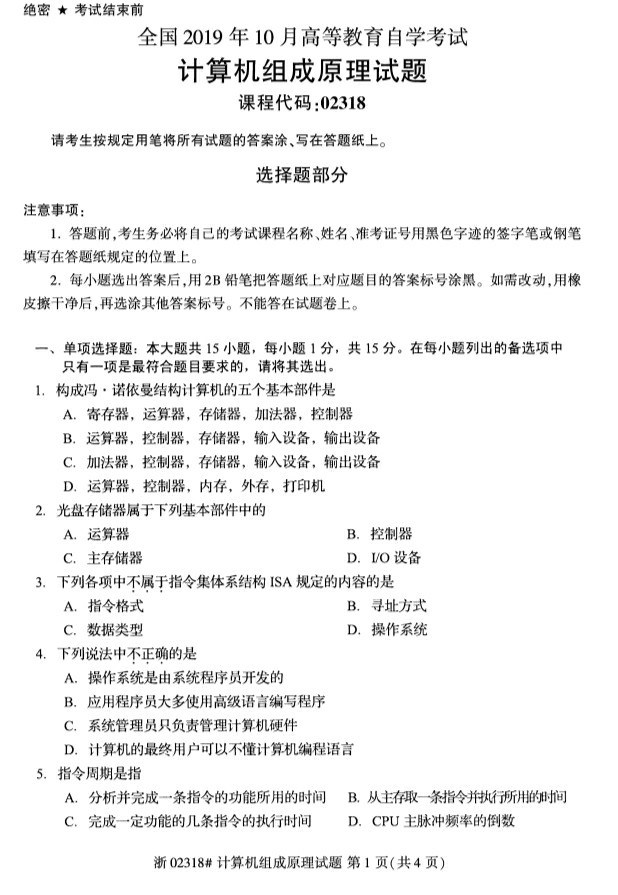 绝密 ★ 考试结束前
全国 2019 年 10 月高等教育自学考试
计算机组成原理试题
课程代码:02318
请考生按规定用笔将所有试题的答案涂、写在答题纸上。
选择题部分
注意事项:
1. 答题前,考生务必将自己的考试课程名称、姓名、准考证号用黑色字迹的签字笔或钢笔
填写在答题纸规定的位置上。
2. 每小题选出答案后,用 2B 铅笔把答题纸上对应题目的答案标号涂黑。如需改动,用橡
皮擦干净后,再选涂其他答案标号。不能答在试题卷上。
一、单项选择题：本大题共 15 小题，每小题 1 分，共 15 分。在每小题列出的备选项中
只有一项是最符合题目要求的，请将其选出。
1. 构成冯·诺依曼结构计算机的五个基本部件是
A. 寄存器，运算器，存储器，加法器，控制器
B. 运算器，控制器，存储器，输入设备，输出设备
C. 加法器，控制器，存储器，输入设备，输出设备
D. 运算器，控制器，内存，外存，打印机
2. 光盘存储器属于下列基本部件中的
A. 运算器 B. 控制器
C. 主存储器 D. I/O 设备
3. 下列各项中不属于指令集体系结构 ISA 规定的内容的是
A. 指令格式 B. 寻址方式
C. 数据类型 D. 操作系统
4. 下列说法中不正确的是
A. 操作系统是由系统程序员开发的
B. 应用程序员大多使用高级语言编写程序
C. 系统管理员只负责管理计算机硬件
D. 计算机的最终用户可以不懂计算机编程语言
5. 指令周期是指
A. 分析并完成一条指令的功能所用的时间 B. 从主存取一条指令并执行所用的时间
C. 完成一定功能的几条指令的执行时间 D. CPU 主脉冲频率的倒数
浙 02318# 计算机组成原理试题 第 1 页(共 4 页)